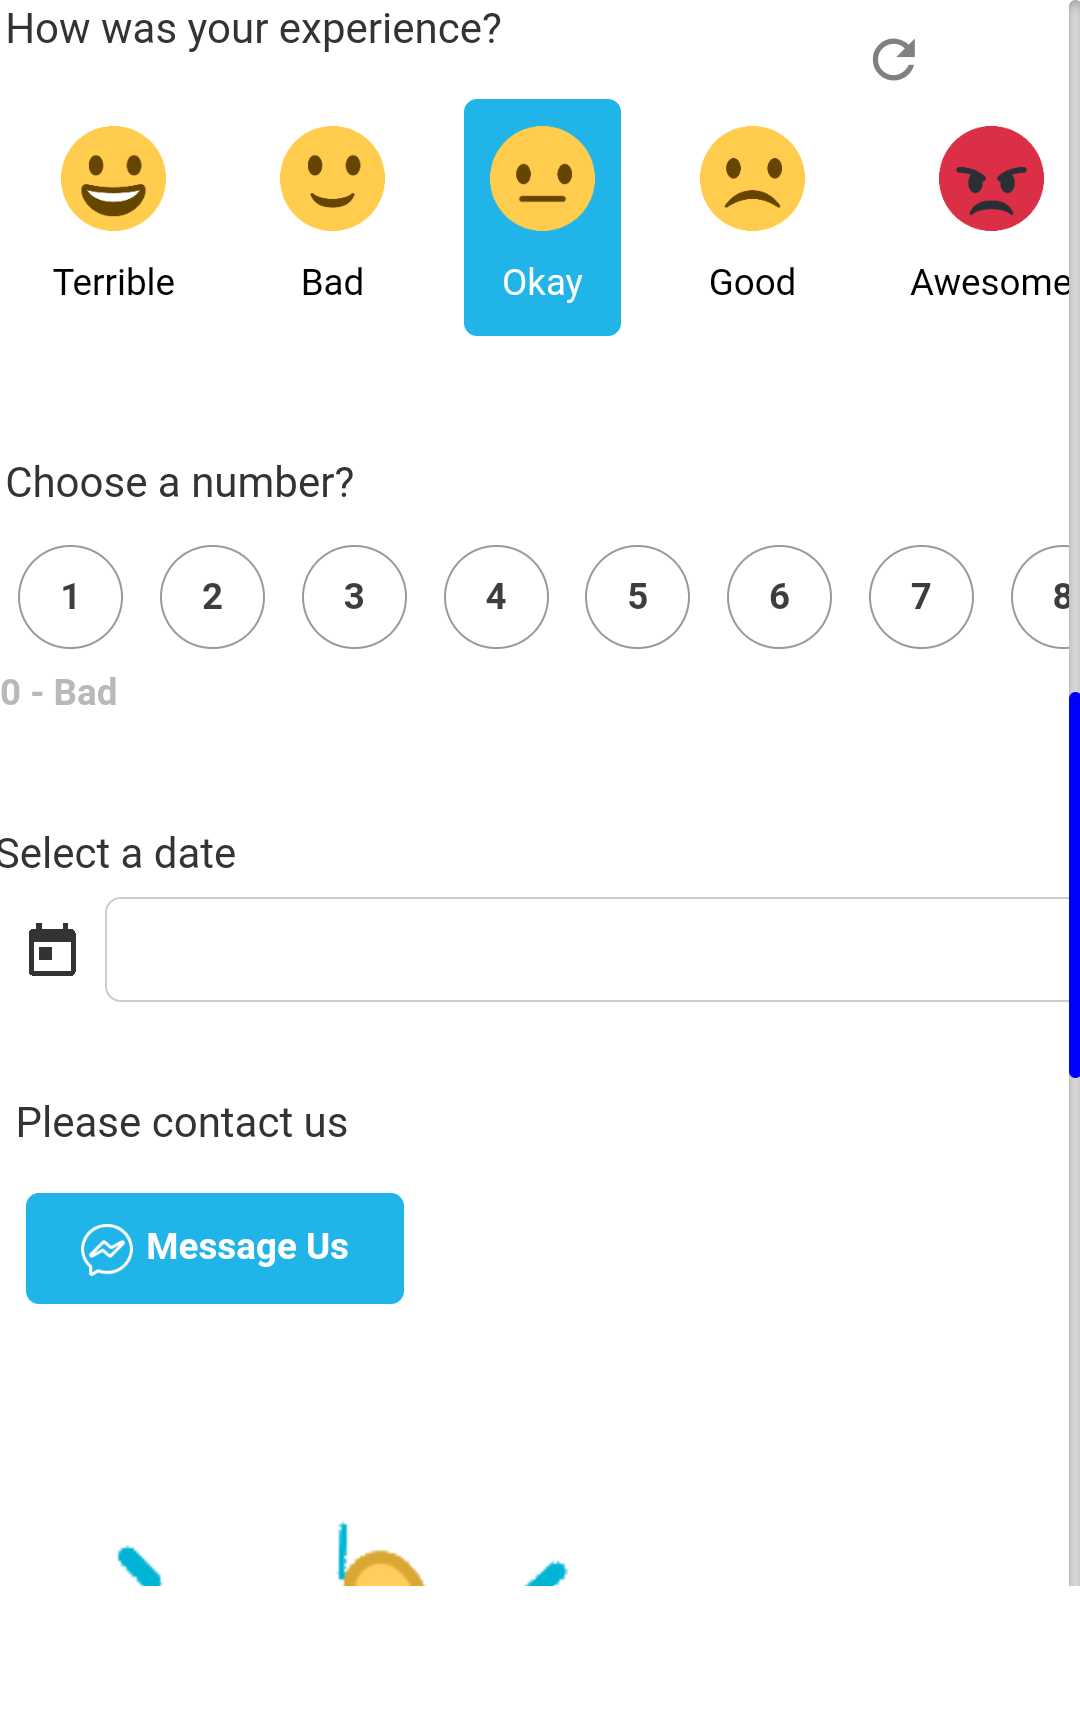 How was your experience?
Terrible Bad Okay Good Awesome
Choose a number?
1 2 3 4 5 6 7 8
0 - Bad
Select a date
Please contact us
Message Us